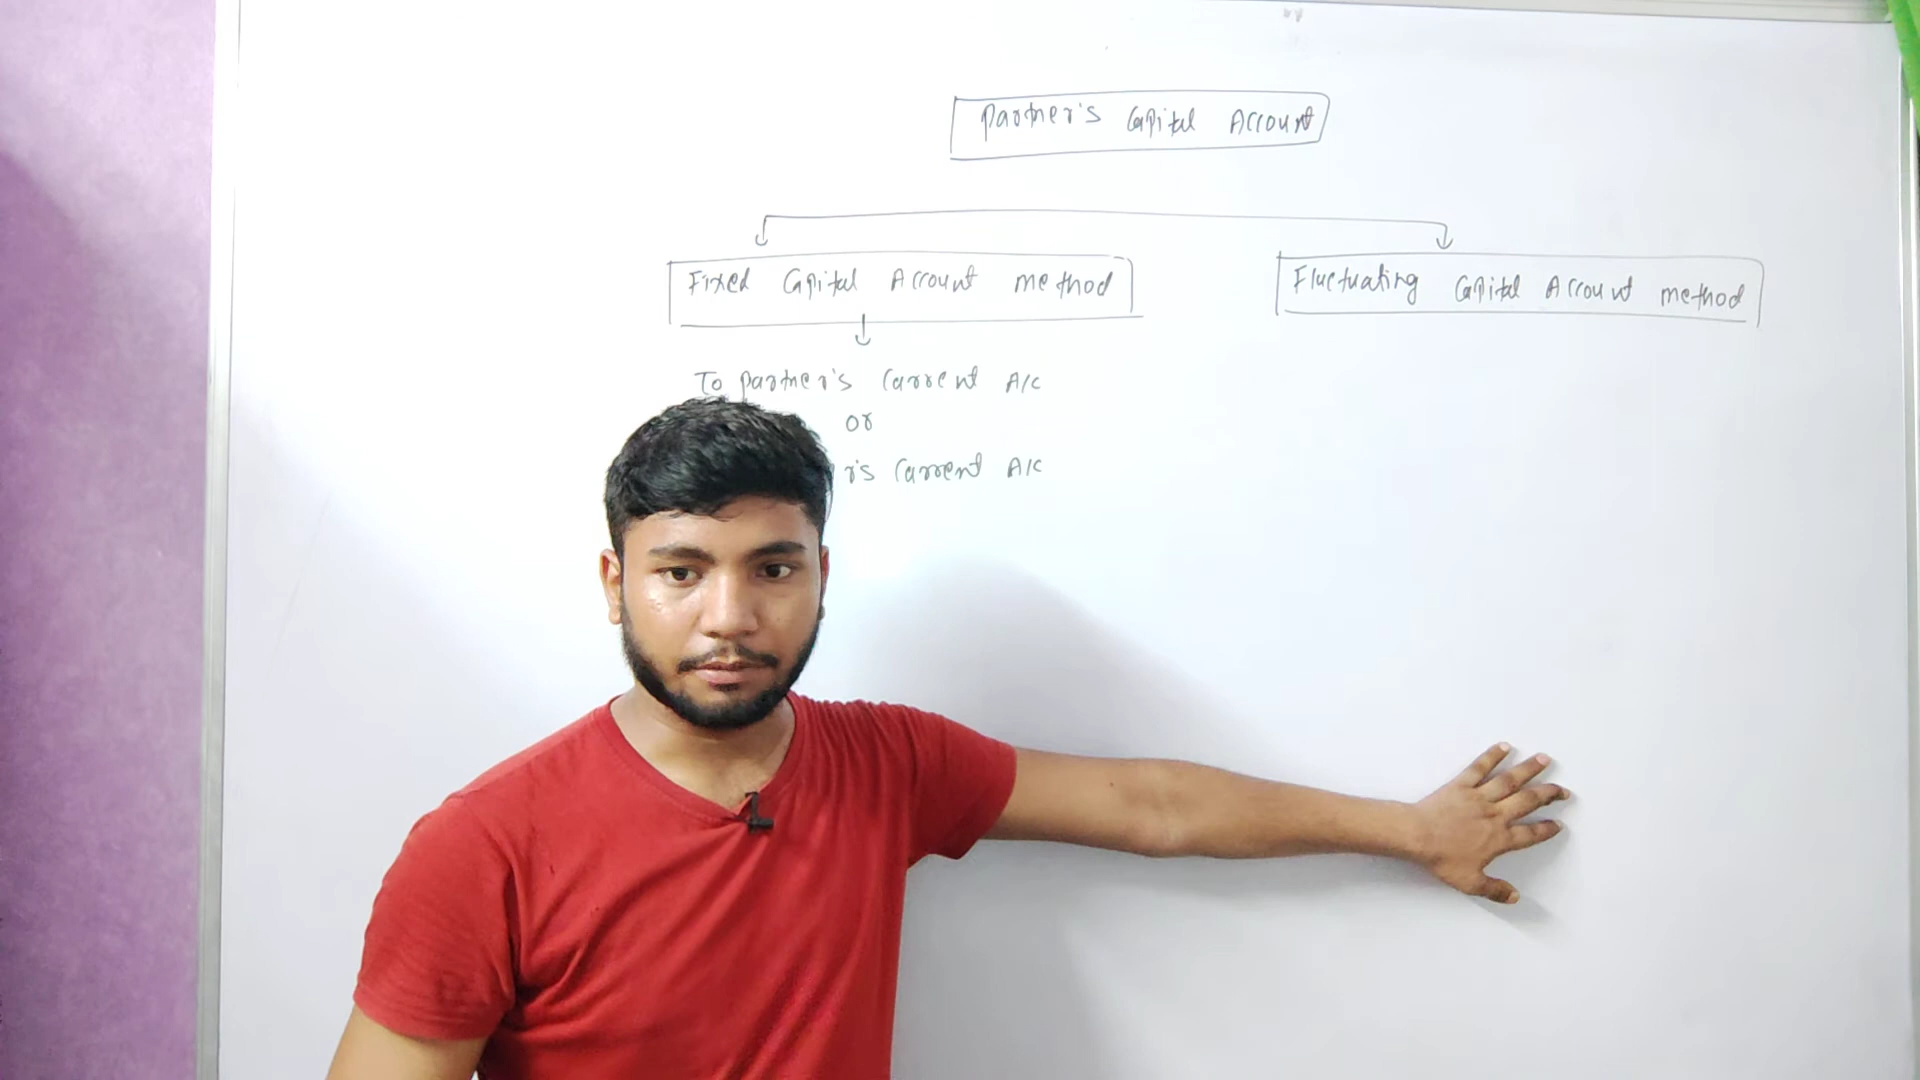 Partner's Capital Account
Fixed Capital Account method
Fluctuating Capital Account method
To partner's Current A/c
or
r's Current A/c